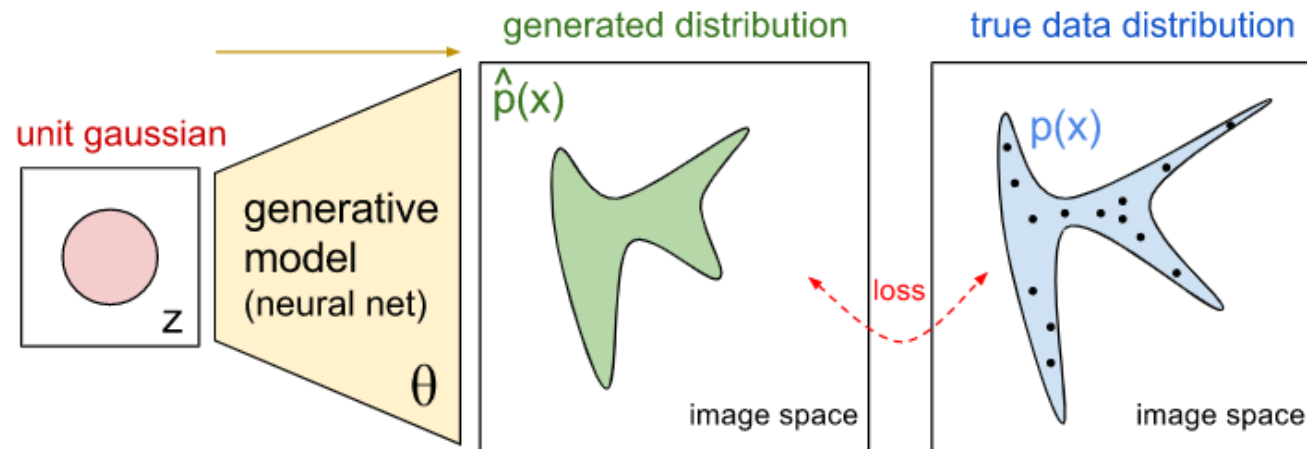 generated distribution
true data distribution
p̂(x)
p(x)
unit gaussian
generative
model
(neural net)
z
θ
loss
image space
image space